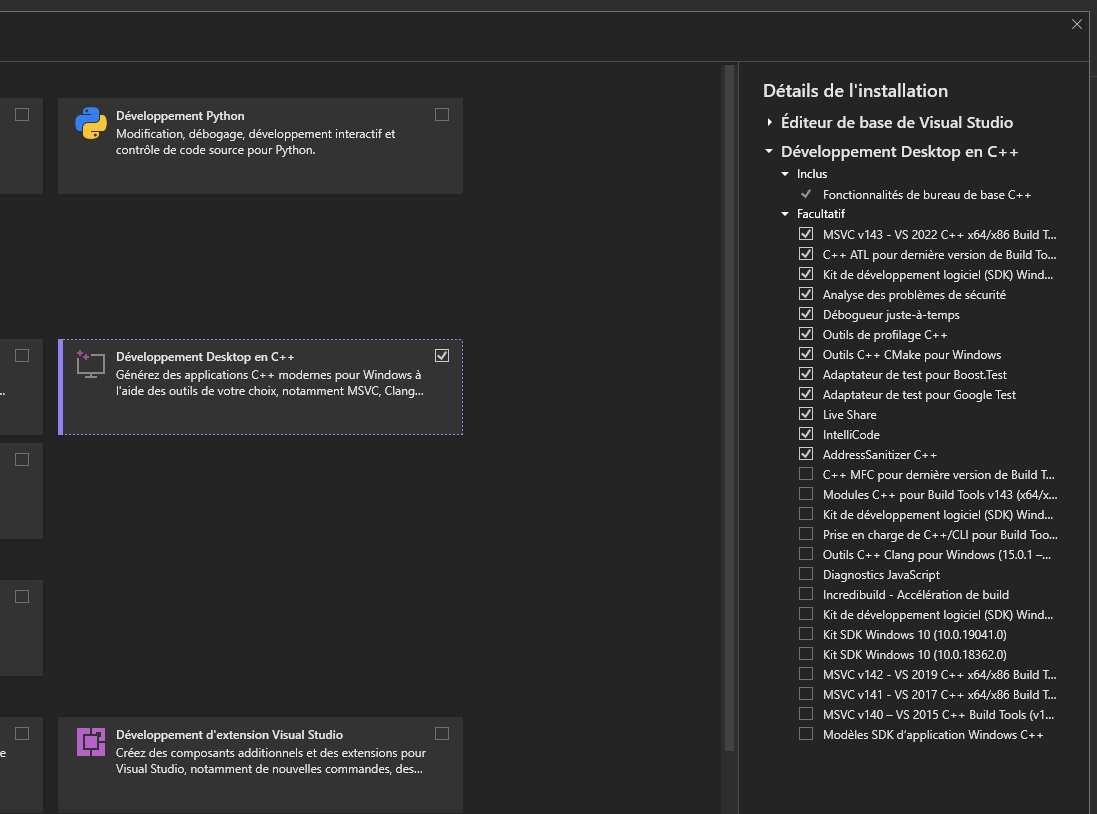 Développement Python
Modification, débogage, développement interactif et
contrôle de code source pour Python.
Développement Desktop en C++
Générez des applications C++ modernes pour Windows à
l'aide des outils de votre choix, notamment MSVC, Clang...
...
Développement d'extension Visual Studio
Créez des composants additionnels et des extensions pour
Visual Studio, notamment de nouvelles commandes, des...
e
Détails de l'installation
Éditeur de base de Visual Studio
Développement Desktop en C++
Inclus
Fonctionnalités de bureau de base C++
Facultatif
MSVC v143 - VS 2022 C++ x64/x86 Build T...
C++ ATL pour dernière version de Build To...
Kit de développement logiciel (SDK) Wind...
Analyse des problèmes de sécurité
Débogueur juste-à-temps
Outils de profilage C++
Outils C++ CMake pour Windows
Adaptateur de test pour Boost.Test
Adaptateur de test pour Google Test
Live Share
IntelliCode
AddressSanitizer C++
C++ MFC pour dernière version de Build T...
Modules C++ pour Build Tools v143 (x64/x...
Kit de développement logiciel (SDK) Wind...
Prise en charge de C++/CLI pour Build Too...
Outils C++ Clang pour Windows (15.0.1 –...
Diagnostics JavaScript
Incredibuild - Accélération de build
Kit de développement logiciel (SDK) Wind...
Kit SDK Windows 10 (10.0.19041.0)
Kit SDK Windows 10 (10.0.18362.0)
MSVC v142 - VS 2019 C++ x64/x86 Build T...
MSVC v141 - VS 2017 C++ x64/x86 Build T...
MSVC v140 – VS 2015 C++ Build Tools (v1...
Modèles SDK d'application Windows C++